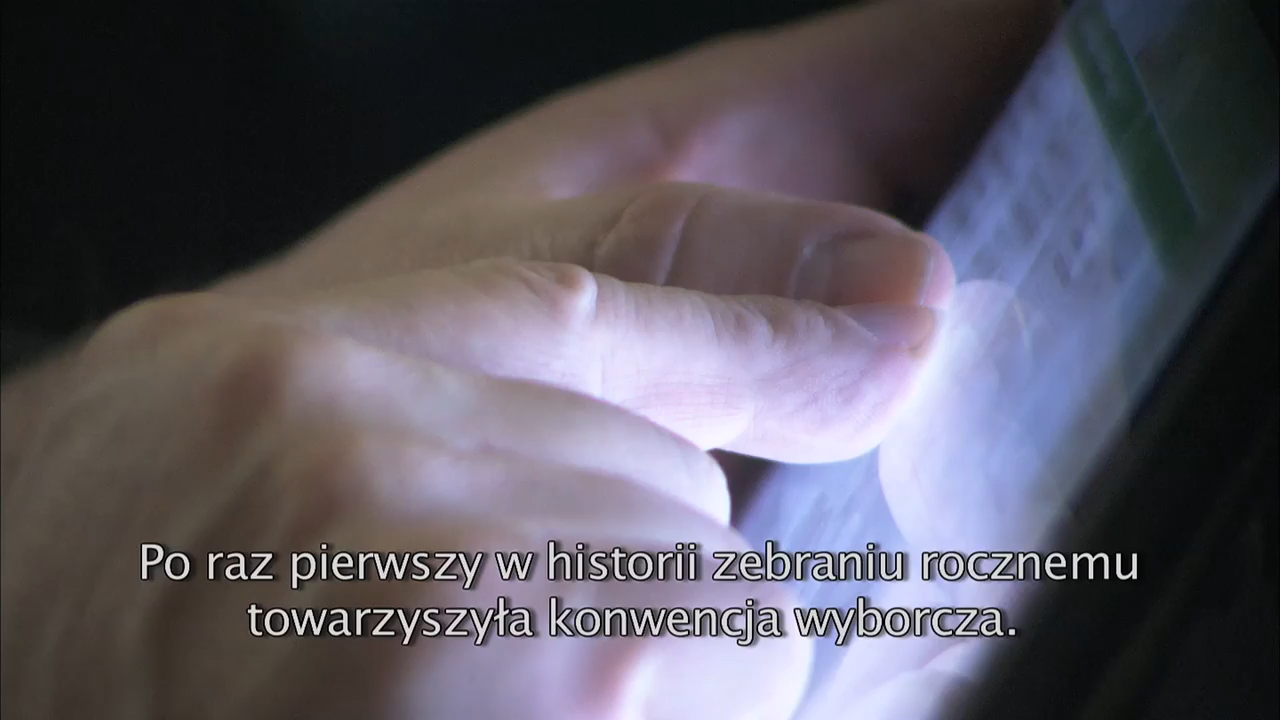 Po raz pierwszy w historii zebraniu rocznemu
towarzyszyła konwencja wyborcza.